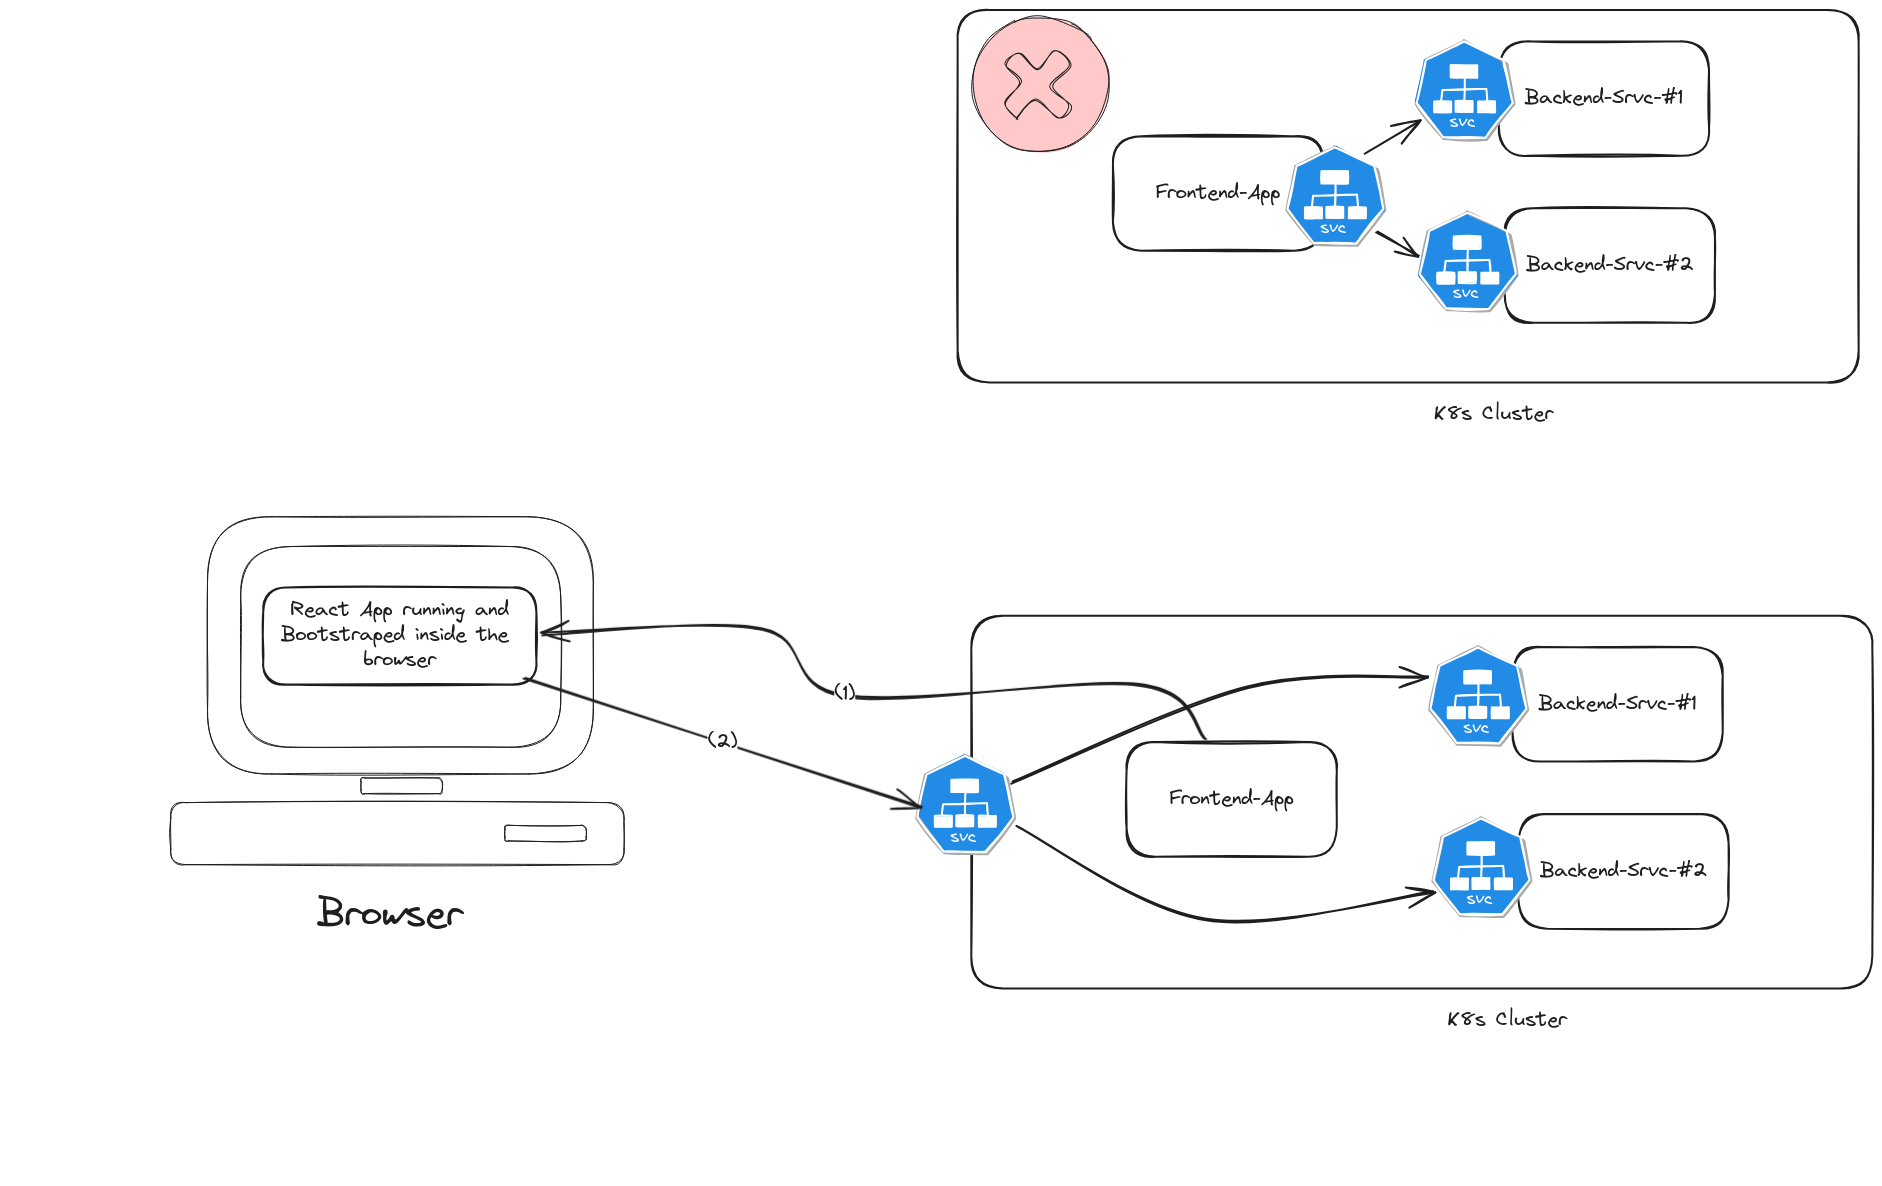 Backend-Srvc-#1
svc
Frontend-App
svc
Backend-Srvc-#2
svc
K8s Cluster
React App running and
Bootstraped inside the
browser
(1)
(2)
Backend-Srvc-#1
svc
Frontend-App
svc
Backend-Srvc-#2
svc
Browser
K8s Cluster